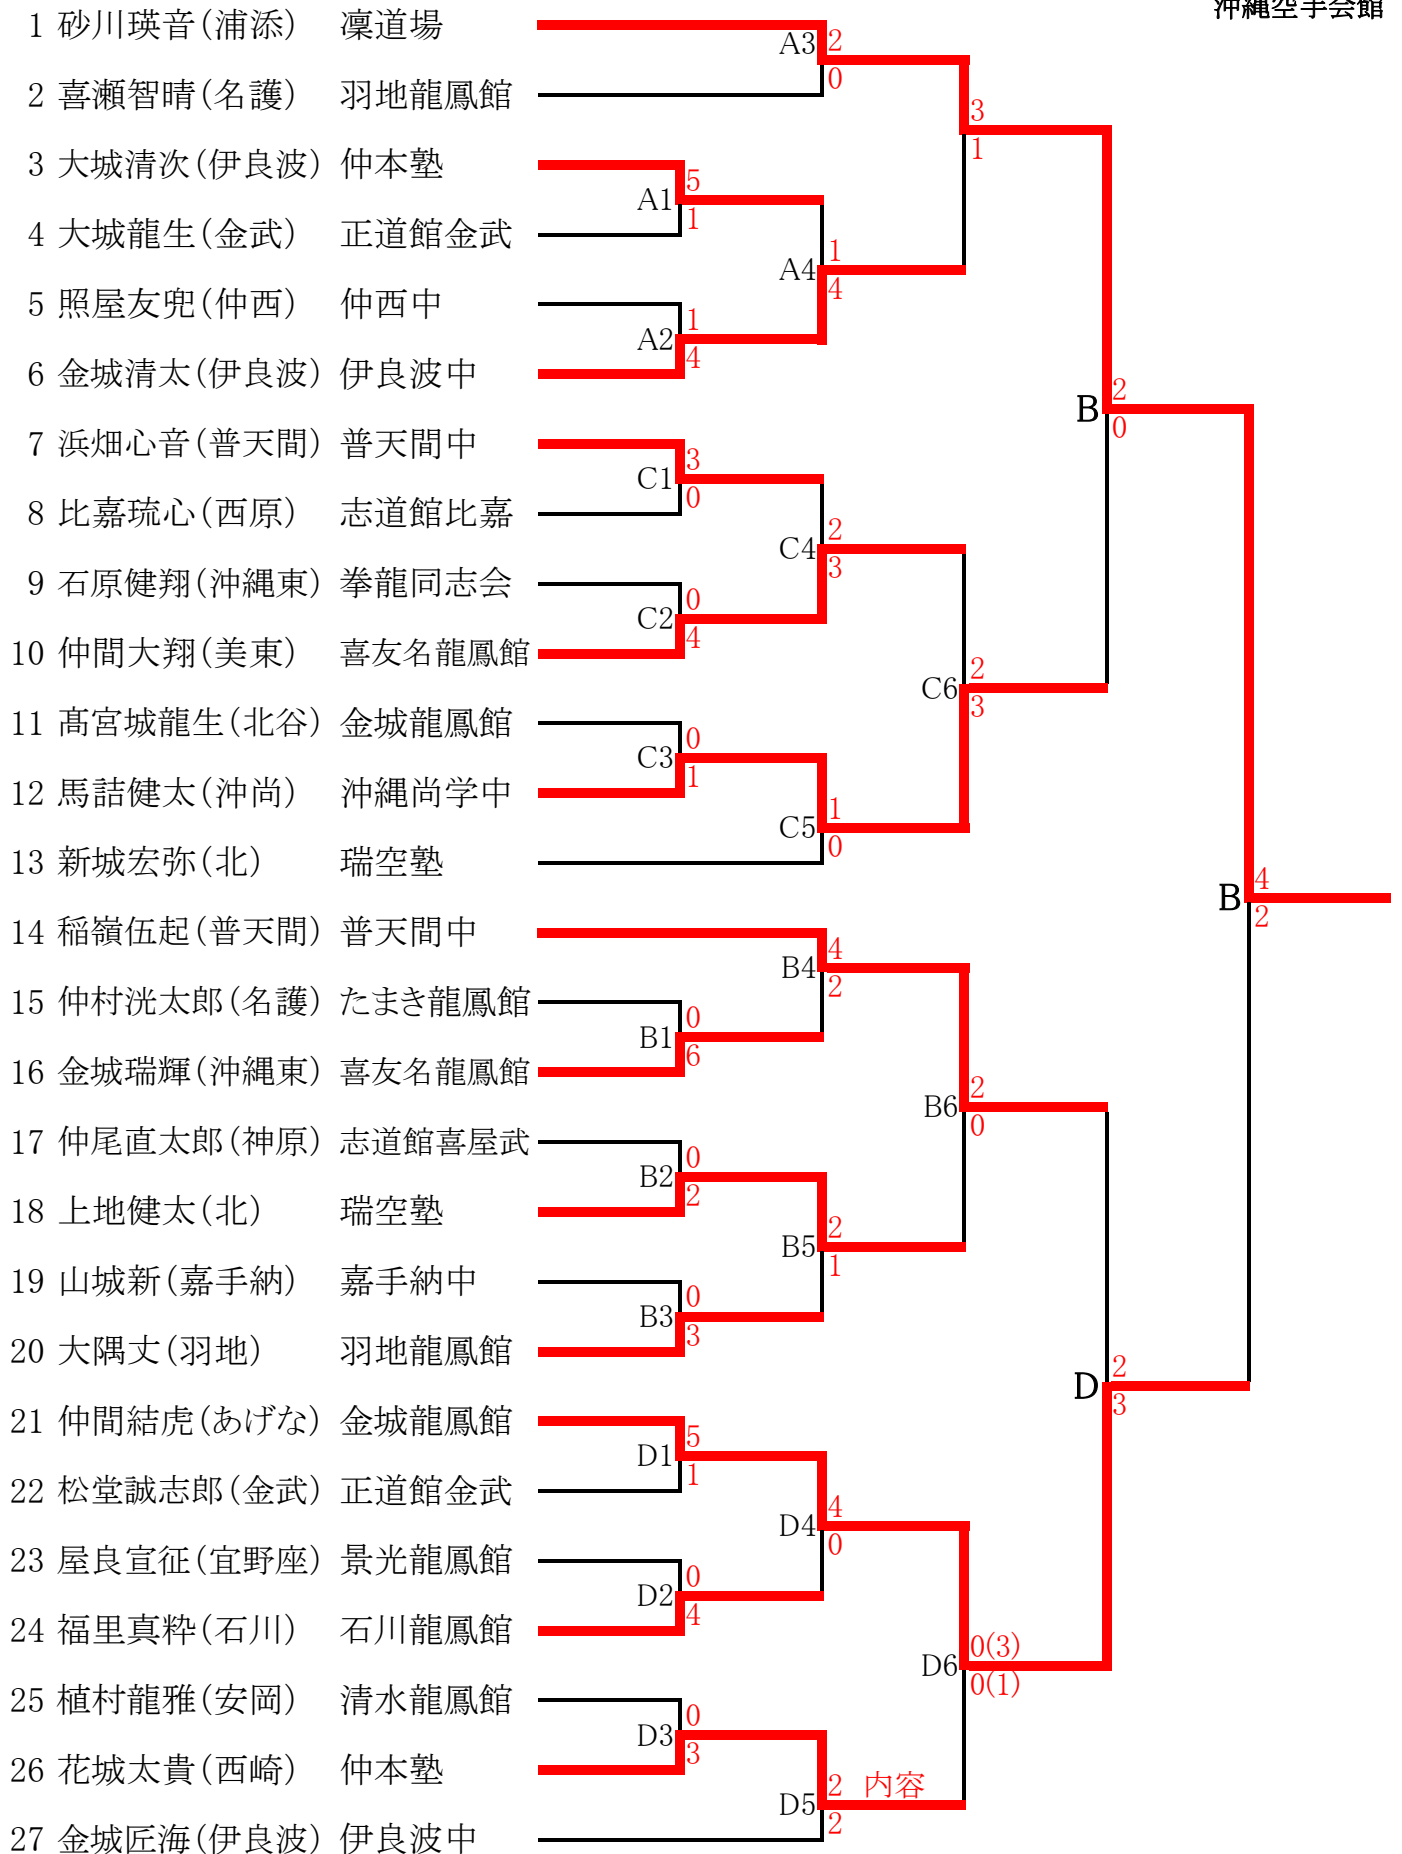 沖縄空手会館
1 砂川瑛音(浦添) 凜道場
A3 2
0
2 喜瀬智晴(名護) 羽地龍鳳館
3
1
3 大城清次(伊良波) 仲本塾
5
A1
1
4 大城龍生(金武) 正道館金武
1
A4
4
5 照屋友兜(仲西) 仲西中
1
A2
4
6 金城清太(伊良波) 伊良波中
2
B
0
7 浜畑心音(普天間) 普天間中
3
C1
0
8 比嘉琉心(西原) 志道館比嘉
2
C4
3
9 石原健翔(沖縄東) 拳龍同志会
0
C2
4
10 仲間大翔(美東) 喜友名龍鳳館
2
C6
3
11 髙宮城龍生(北谷) 金城龍鳳館
0
C3
1
12 馬詰健太(沖尚) 沖縄尚学中
1
C5
0
13 新城宏弥(北) 瑞空塾
4
B
2
14 稲嶺伍起(普天間) 普天間中
4
B4
2
15 仲村洸太郎(名護) たまき龍鳳館
0
B1
6
16 金城瑞輝(沖縄東) 喜友名龍鳳館
2
B6
0
17 仲尾直太郎(神原) 志道館喜屋武
0
B2
2
18 上地健太(北) 瑞空塾
2
B5
1
19 山城新(嘉手納) 嘉手納中
0
B3
3
20 大隅丈(羽地) 羽地龍鳳館
2
D
3
21 仲間結虎(あげな) 金城龍鳳館
5
D1
1
22 松堂誠志郎(金武) 正道館金武
4
D4
0
23 屋良宣征(宜野座) 景光龍鳳館
0
D2
4
24 福里真粋(石川) 石川龍鳳館
0(3)
D6
0(1)
25 植村龍雅(安岡) 清水龍鳳館
0
D3
3
26 花城太貴(西崎) 仲本塾
2 内容
D5
2
27 金城匠海(伊良波) 伊良波中